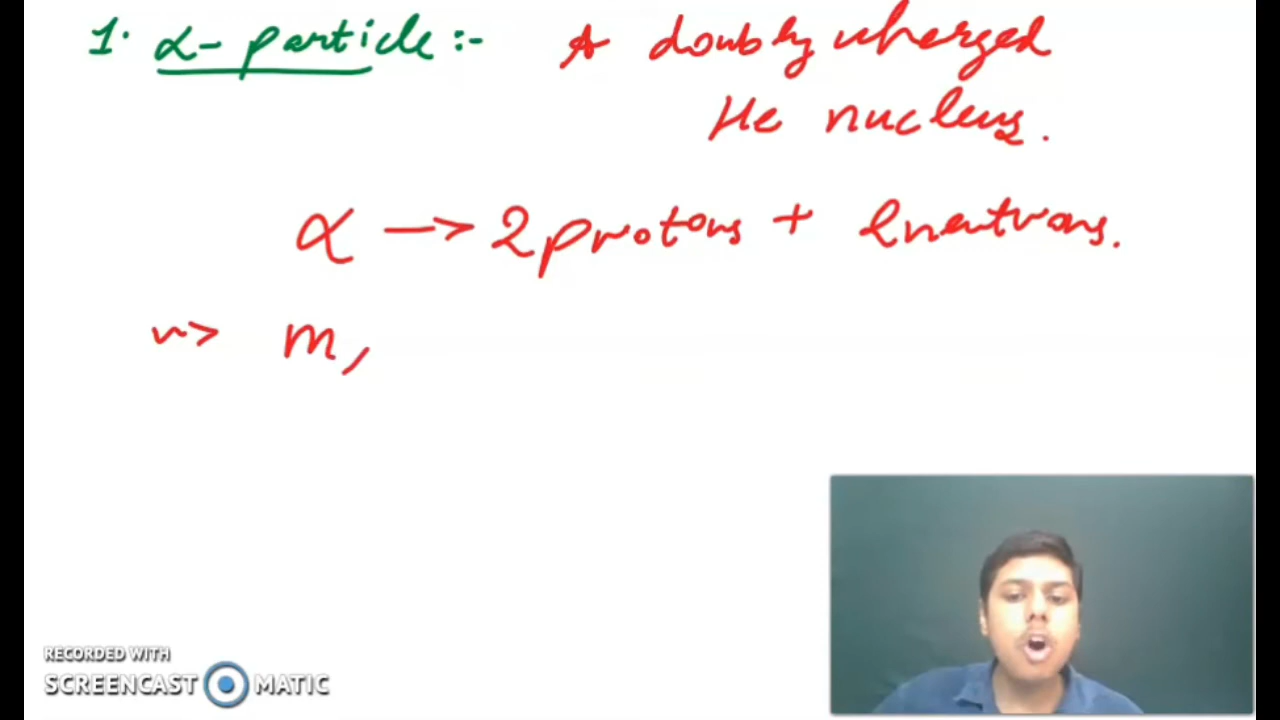 1. α-particle:-  A doubly charged
He nucleus.
α → 2 protons + 2 neutrons.
~> m,
RECORDED WITH
SCREENCAST MATIC